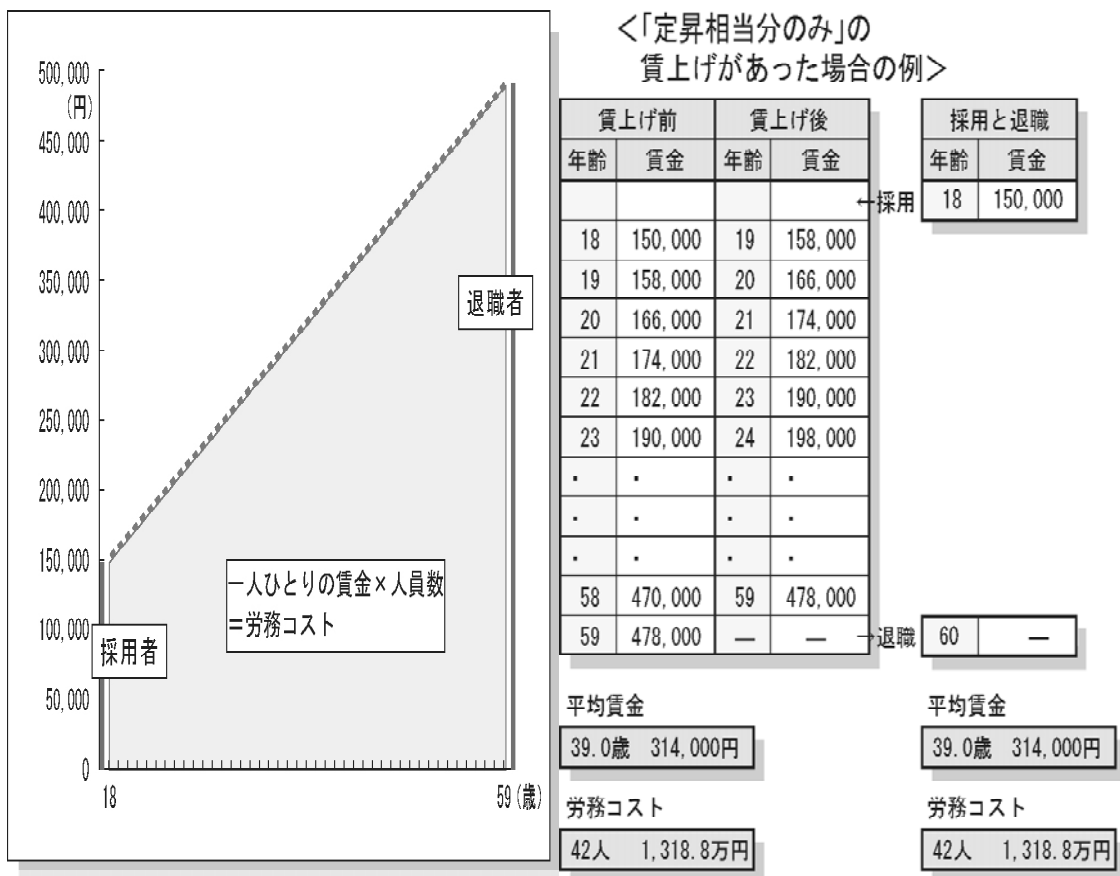 <「定昇相当分のみ」の
賃上げがあった場合の例>
500,000
(円)
450,000
400,000
350,000
300,000
250,000
200,000
150,000
100,000
50,000
0
18
59(歳)
退職者
採用者
一人ひとりの賃金×人員数
=労務コスト
賃上げ前 賃上げ後
年齢 賃金 年齢 賃金
18 150,000 19 158,000
19 158,000 20 166,000
20 166,000 21 174,000
21 174,000 22 182,000
22 182,000 23 190,000
23 190,000 24 198,000
・ ・ ・ ・
・ ・ ・ ・
・ ・ ・ ・
58 470,000 59 478,000
59 478,000 — —
採用と退職
年齢 賃金
←採用 18 150,000
→退職 60 —
平均賃金
39.0歳 314,000円
労務コスト
42人 1,318.8万円
平均賃金
39.0歳 314,000円
労務コスト
42人 1,318.8万円